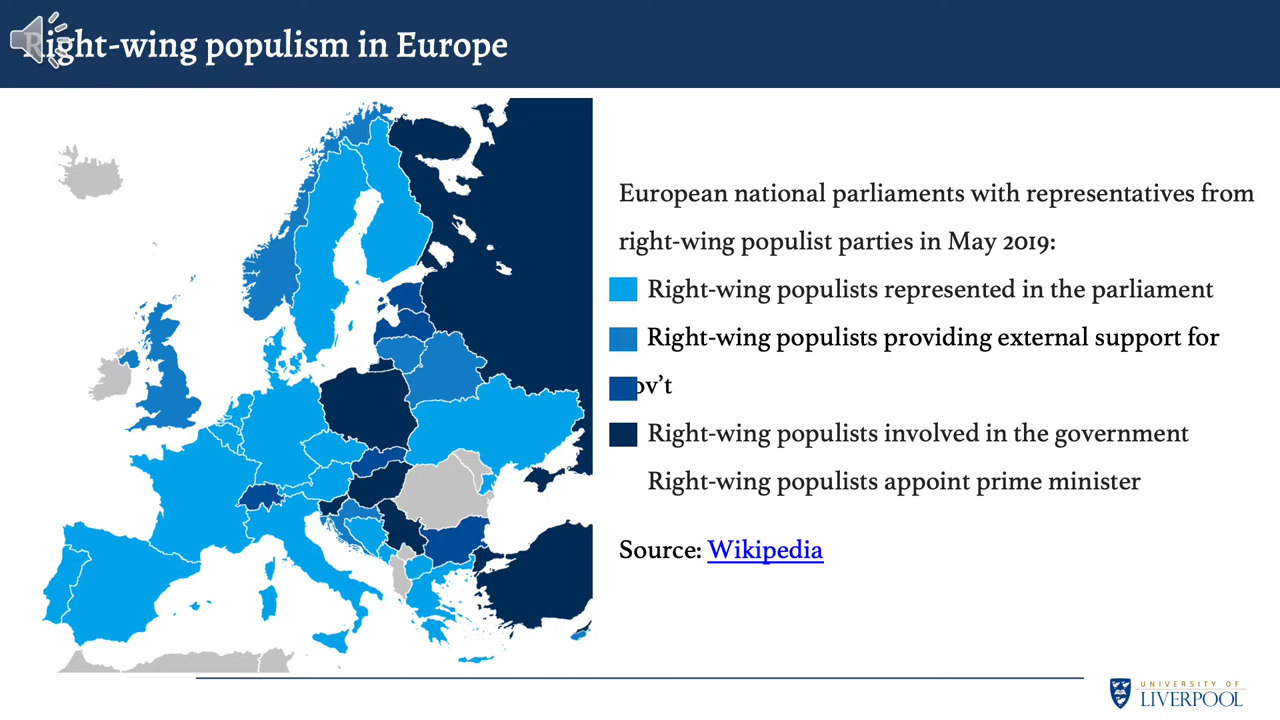 Right-wing populism in Europe
European national parliaments with representatives from
right-wing populist parties in May 2019:
Right-wing populists represented in the parliament
Right-wing populists providing external support for
ov't
Right-wing populists involved in the government
Right-wing populists appoint prime minister
Source: Wikipedia
UNIVERSITY OF
LIVERPOOL